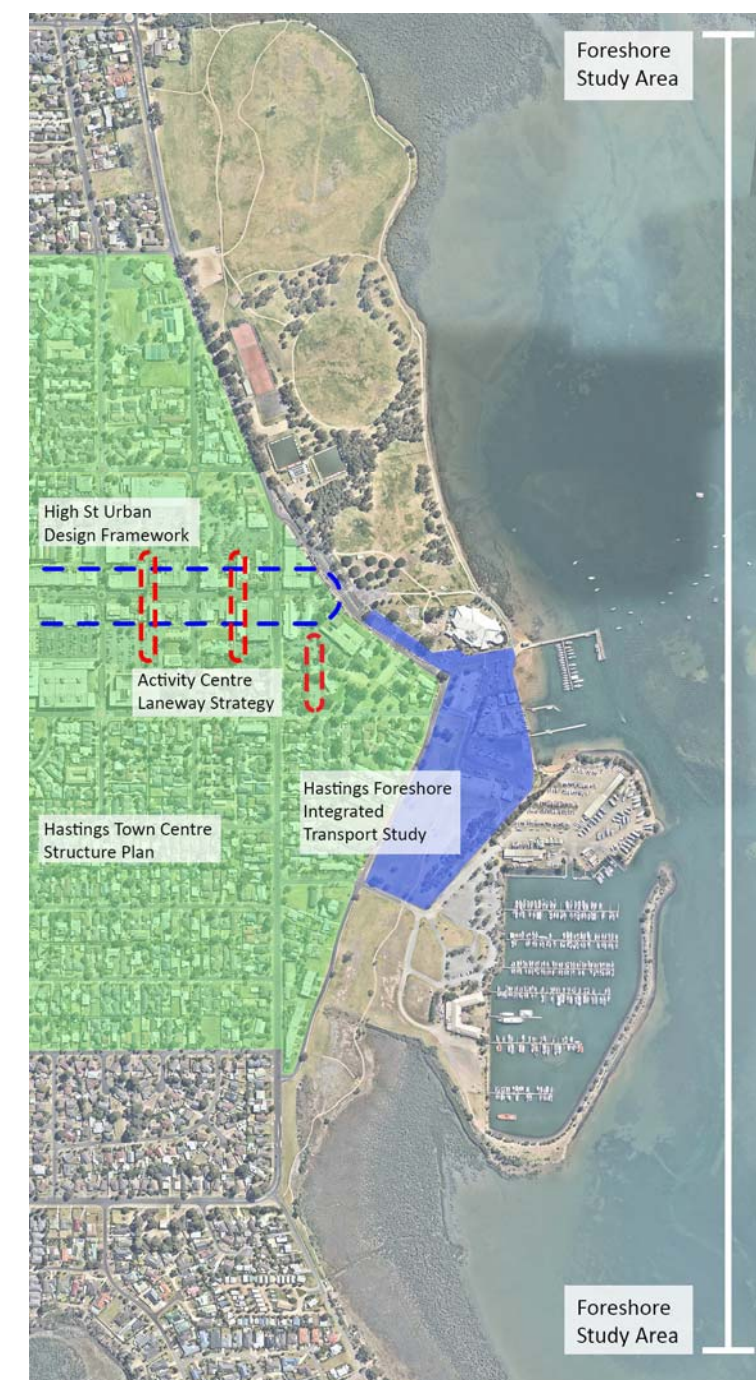 Foreshore
Study Area
High St Urban
Design Framework
Activity Centre
Laneway Strategy
Hastings Foreshore
Integrated
Transport Study
Hastings Town Centre
Structure Plan
Foreshore
Study Area